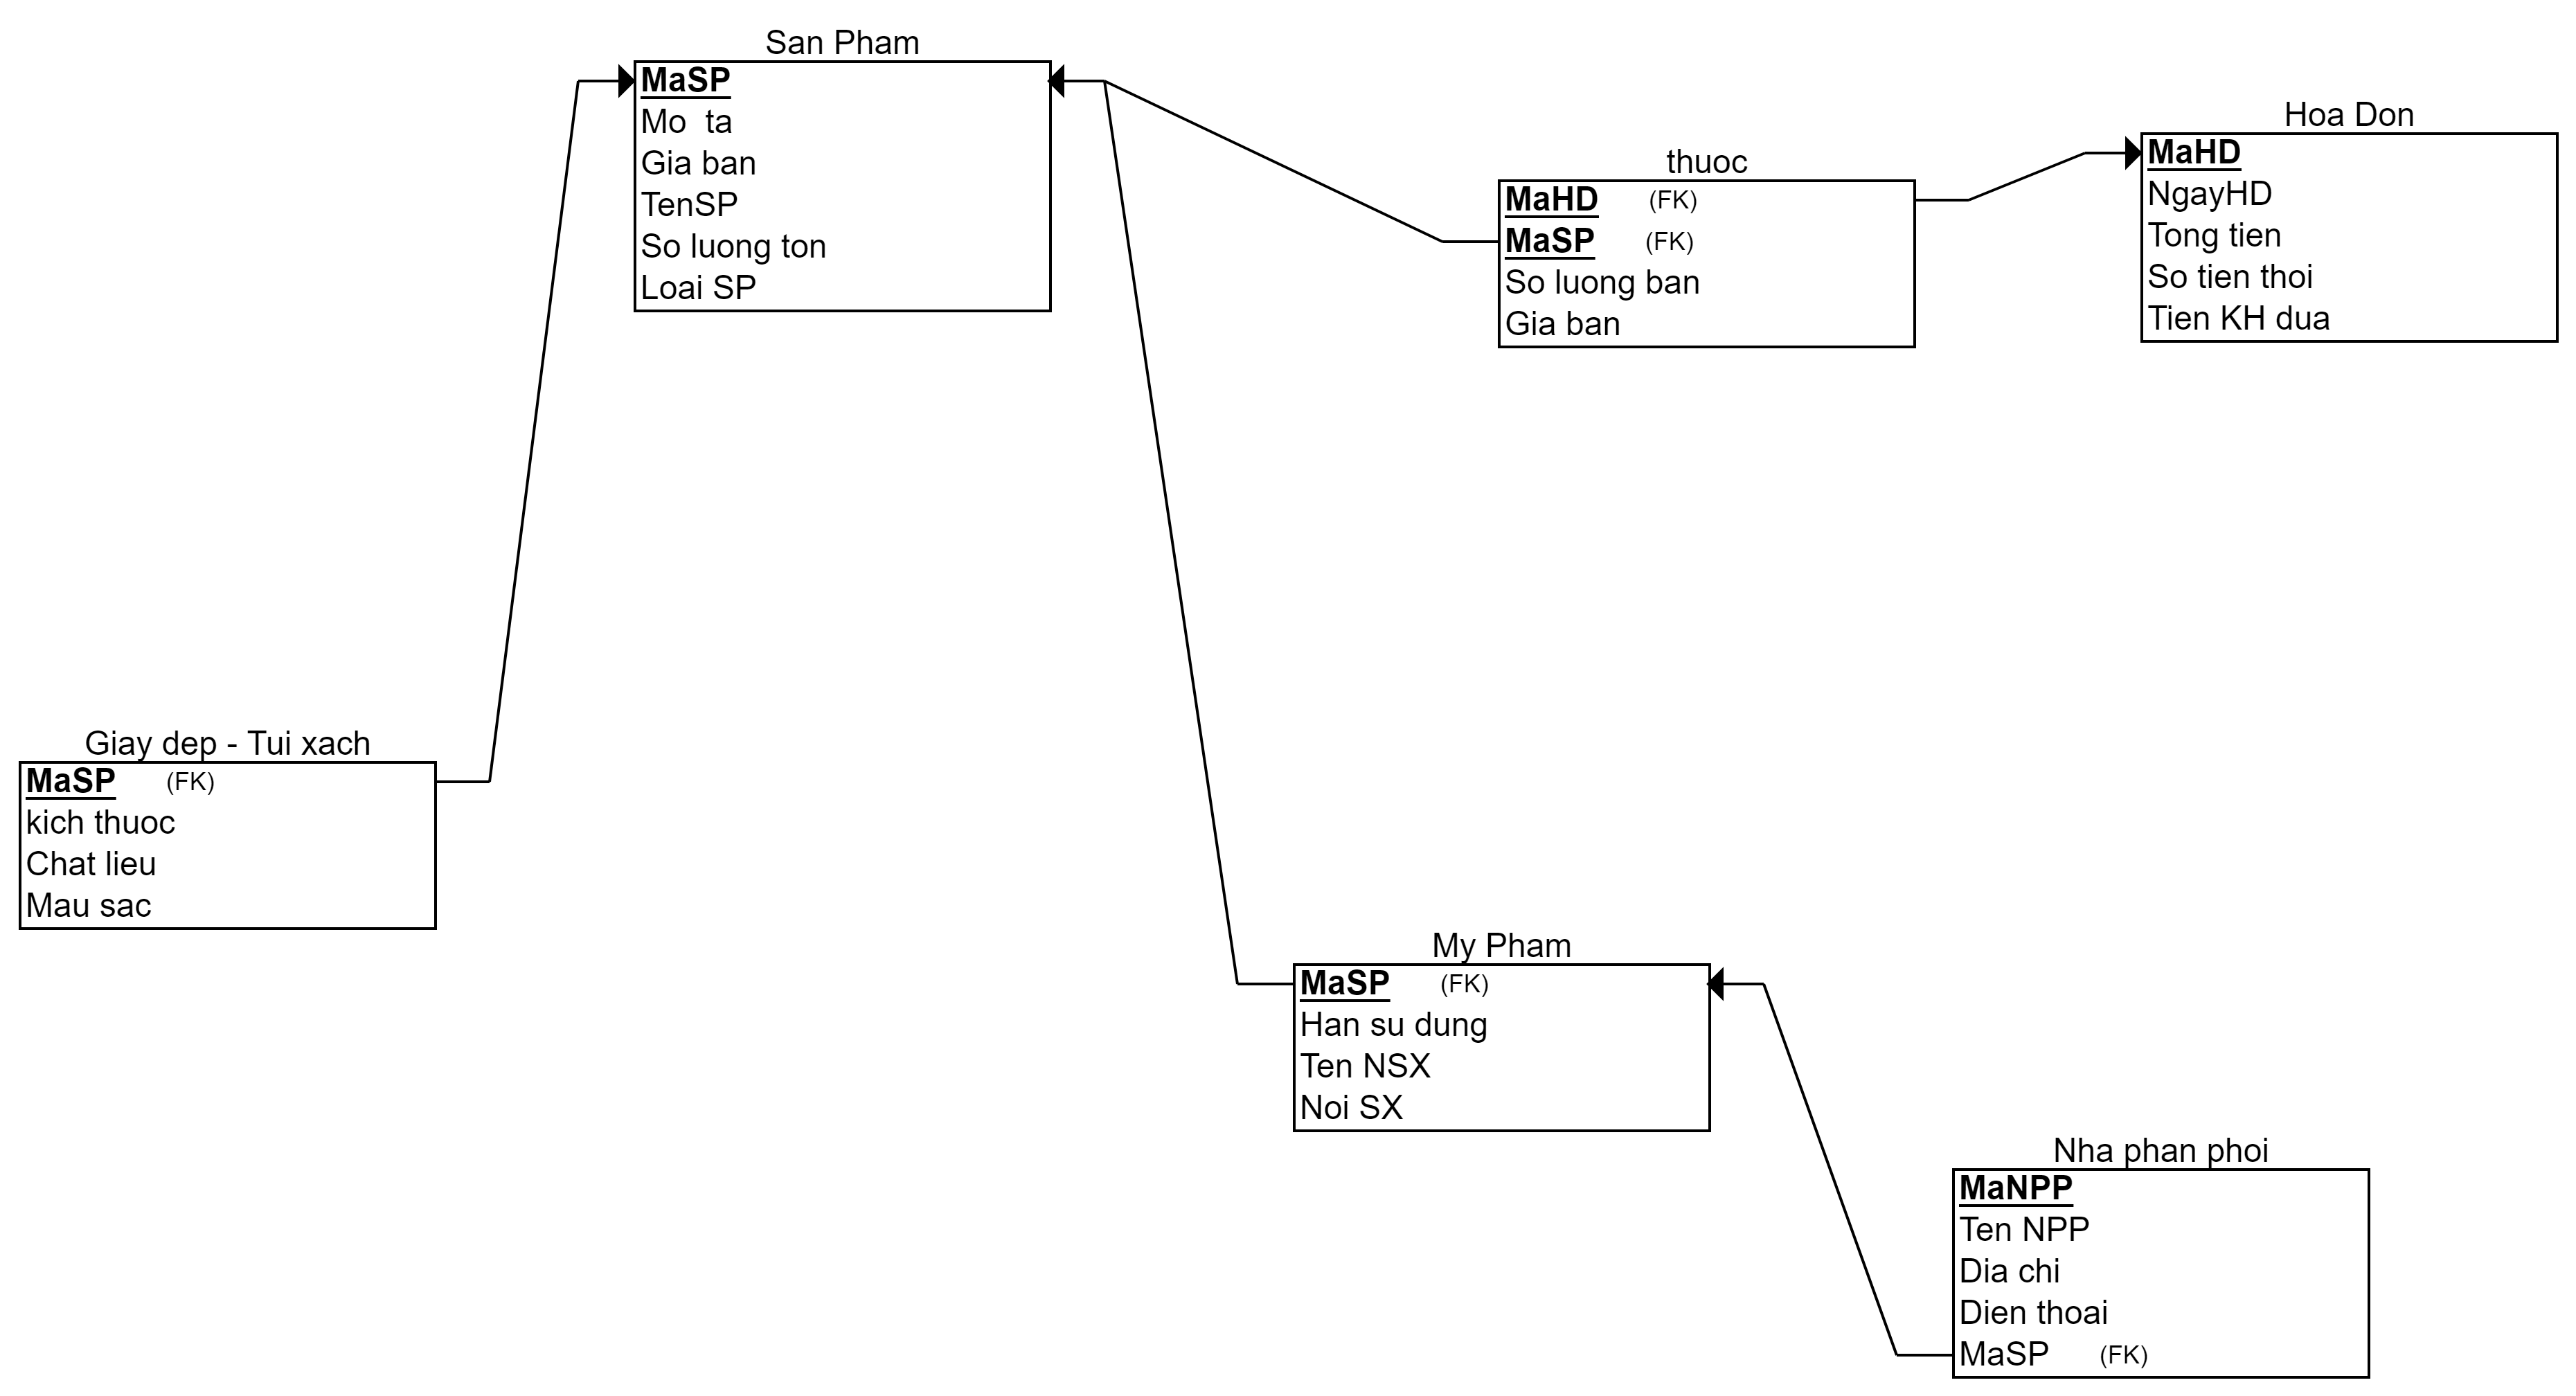 San Pham
MaSP
Mo  ta
Gia ban
TenSP
So luong ton
Loai SP
thuoc
MaHD (FK)
MaSP (FK)
So luong ban
Gia ban
Hoa Don
MaHD
NgayHD
Tong tien
So tien thoi
Tien KH dua
Giay dep - Tui xach
MaSP (FK)
kich thuoc
Chat lieu
Mau sac
My Pham
MaSP (FK)
Han su dung
Ten NSX
Noi SX
Nha phan phoi
MaNPP
Ten NPP
Dia chi
Dien thoai
MaSP (FK)